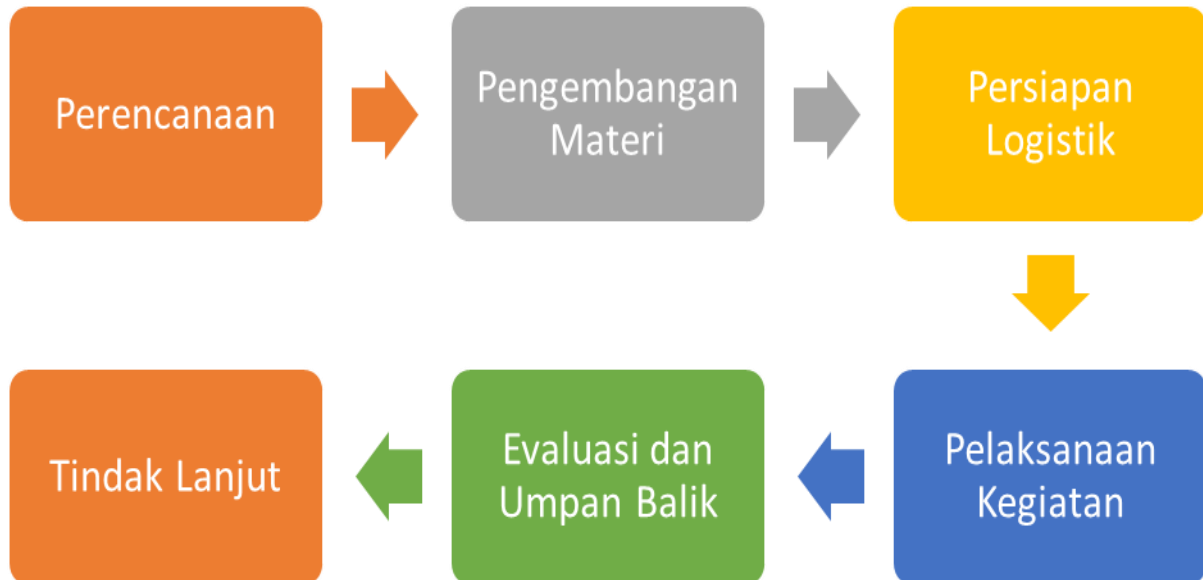 Perencanaan
Pengembangan
Materi
Persiapan
Logistik
Pelaksanaan
Kegiatan
Evaluasi dan
Umpan Balik
Tindak Lanjut